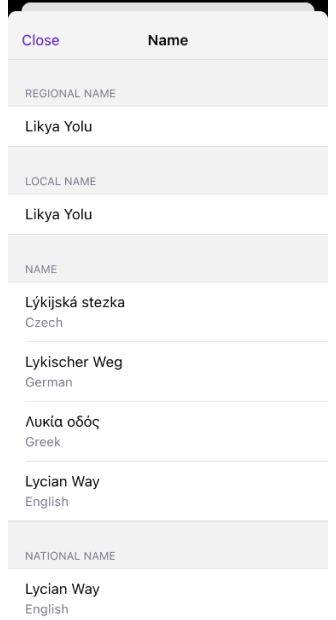 Close
Name
REGIONAL NAME
Likya Yolu
LOCAL NAME
Likya Yolu
NAME
Lýkijská stezka
Czech
Lykischer Weg
German
Λυκία οδός
Greek
Lycian Way
English
NATIONAL NAME
Lycian Way
English